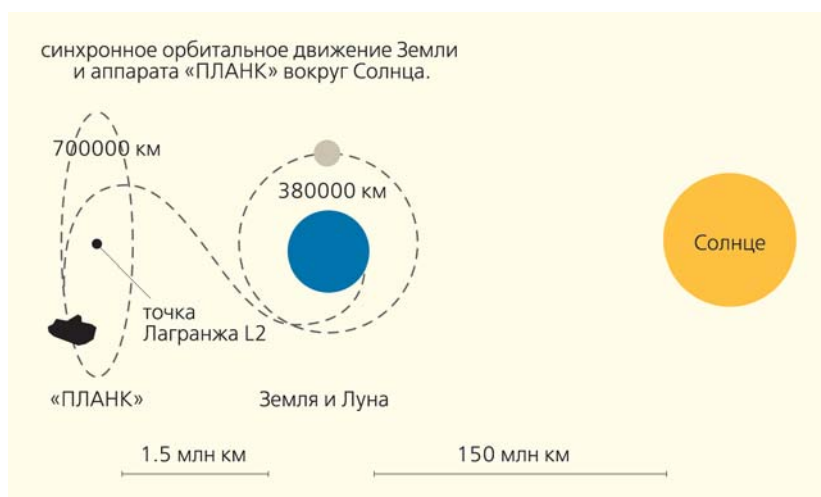 синхронное орбитальное движение Земли
и аппарата «ПЛАНК» вокруг Солнца.
700000 км
380000 км
Солнце
точка
Лагранжа L2
«ПЛАНК»
Земля и Луна
1.5 млн км
150 млн км